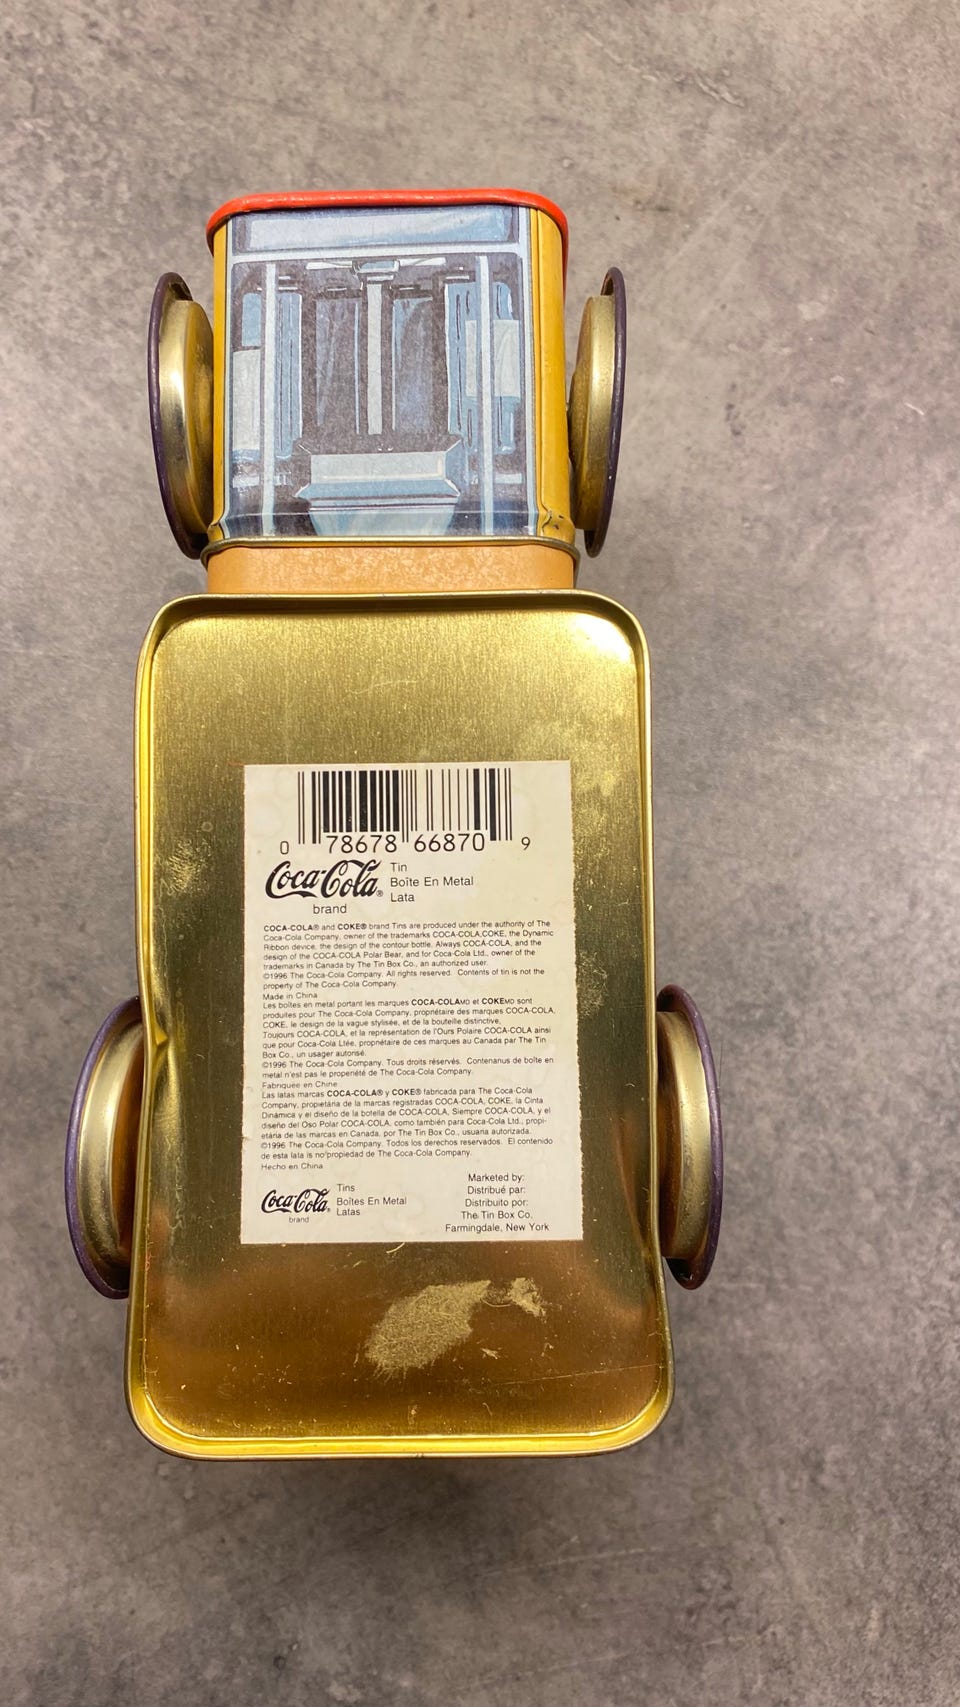 0 78678 66870 9
Coca-Cola® Tin
Boîte En Metal
Lata
brand
COCA-COLA® and COKE® brand Tins are produced under the authority of The
Coca-Cola Company, owner of the trademarks COCA-COLA,COKE, the Dynamic
Ribbon device, the design of the contour bottle, Always COCA-COLA, and the
design of the COCA-COLA Polar Bear, and for Coca-Cola Ltd., owner of the
trademarks in Canada by The Tin Box Co., an authorized user.
©1996 The Coca-Cola Company. All rights reserved. Contents of tin is not the
property of The Coca-Cola Company.
Made in China
Les boîtes en metal portant les marques COCA-COLAMD et COKEMD sont
produites pour The Coca-Cola Company, propriétaire des marques COCA-COLA,
COKE, le design de la vague stylisée, et de la bouteille distinctive,
Toujours COCA-COLA, et la représentation de l'Ours Polaire COCA-COLA ainsi
que pour Coca-Cola Ltée, propriétaire de ces marques au Canada par The Tin
Box Co., un usager autorisé.
©1996 The Coca-Cola Company. Tous droits réservés. Contenanus de boîte en
metal n'est pas le propenété de The Coca-Cola Company.
Fabriquée en Chine
Las latas marcas COCA-COLA® y COKE® fabricada para The Coca-Cola
Company, propietária de la marcas registradas COCA-COLA, COKE, la Cinta
Dinámica y el diseño de la botella de COCA-COLA, Siempre COCA-COLA, y el
diseño del Oso Polar COCA-COLA, como también para Coca-Cola Ltd., propi-
etária de las marcas en Canada, por The Tin Box Co., usuaria autorizada.
©1996 The Coca-Cola Company. Todos los derechos reservados. El contenido
de esta lata is no propiedad de The Coca-Cola Company.
Hecho en China
Coca-Cola® Tins
Boîtes En Metal
Latas
brand
Marketed by:
Distribué par:
Distribuito por:
The Tin Box Co.
Farmingdale, New York